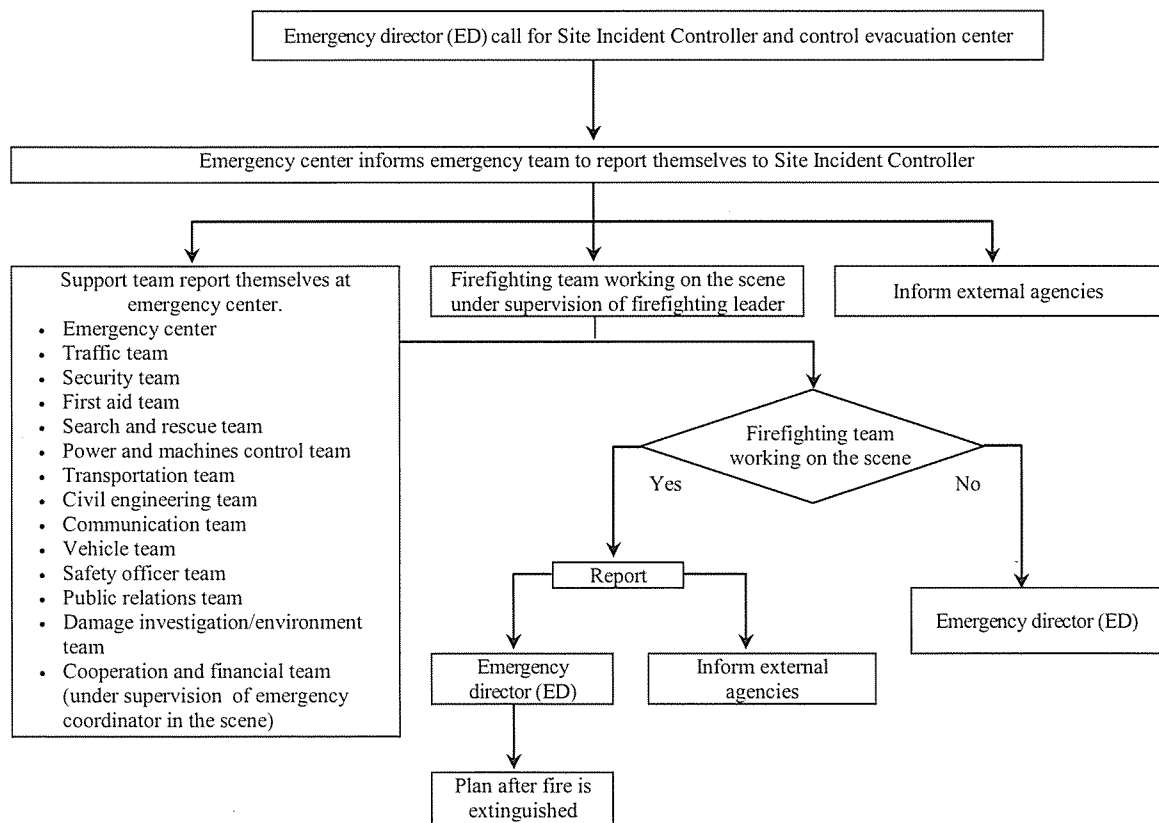 Emergency director (ED) call for Site Incident Controller and control evacuation center
Emergency center informs emergency team to report themselves to Site Incident Controller
Support team report themselves at
emergency center.
• Emergency center
• Traffic team
• Security team
• First aid team
• Search and rescue team
• Power and machines control team
• Transportation team
• Civil engineering team
• Communication team
• Vehicle team
• Safety officer team
• Public relations team
• Damage investigation/environment
team
• Cooperation and financial team
(under supervision of emergency
coordinator in the scene)
Firefighting team working on the scene
under supervision of firefighting leader
Inform external agencies
Firefighting team
working on the scene
Yes
No
Report
Emergency director (ED)
Emergency
director (ED)
Inform external
agencies
Plan after fire is
extinguished